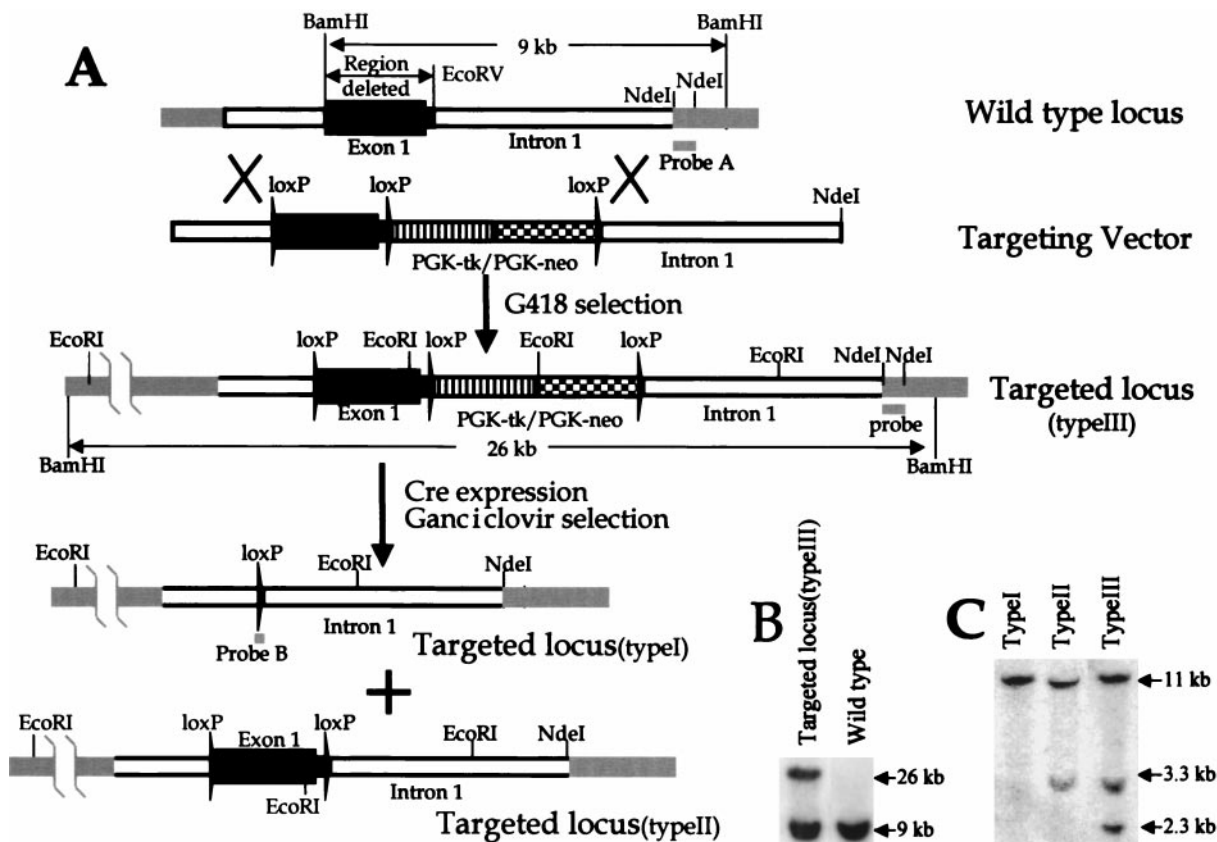 A
BamHI
BamHI
9 kb
Region
deleted
EcoRV
NdeI
NdeI
Exon 1
Intron 1
Probe A
Wild type locus
loxP
loxP
loxP
NdeI
PGK-tk/PGK-neo
Intron 1
Targeting Vector
G418 selection
EcoRI
loxP
EcoRI
loxP
EcoRI
loxP
EcoRI
NdeI
NdeI
Exon 1
PGK-tk/PGK-neo
Intron 1
probe
Targeted locus
(typeIII)
26 kb
BamHI
BamHI
Cre expression
Ganciclovir selection
EcoRI
loxP
EcoRI
NdeI
Probe B
Intron 1
Targeted locus(typeI)
+
EcoRI
loxP
Exon 1
loxP
EcoRI
NdeI
EcoRI
Intron 1
Targeted locus(typeII)
B
Targeted locus(typeIII)
Wild type
26 kb
9 kb
C
TypeI
TypeII
TypeIII
11 kb
3.3 kb
2.3 kb